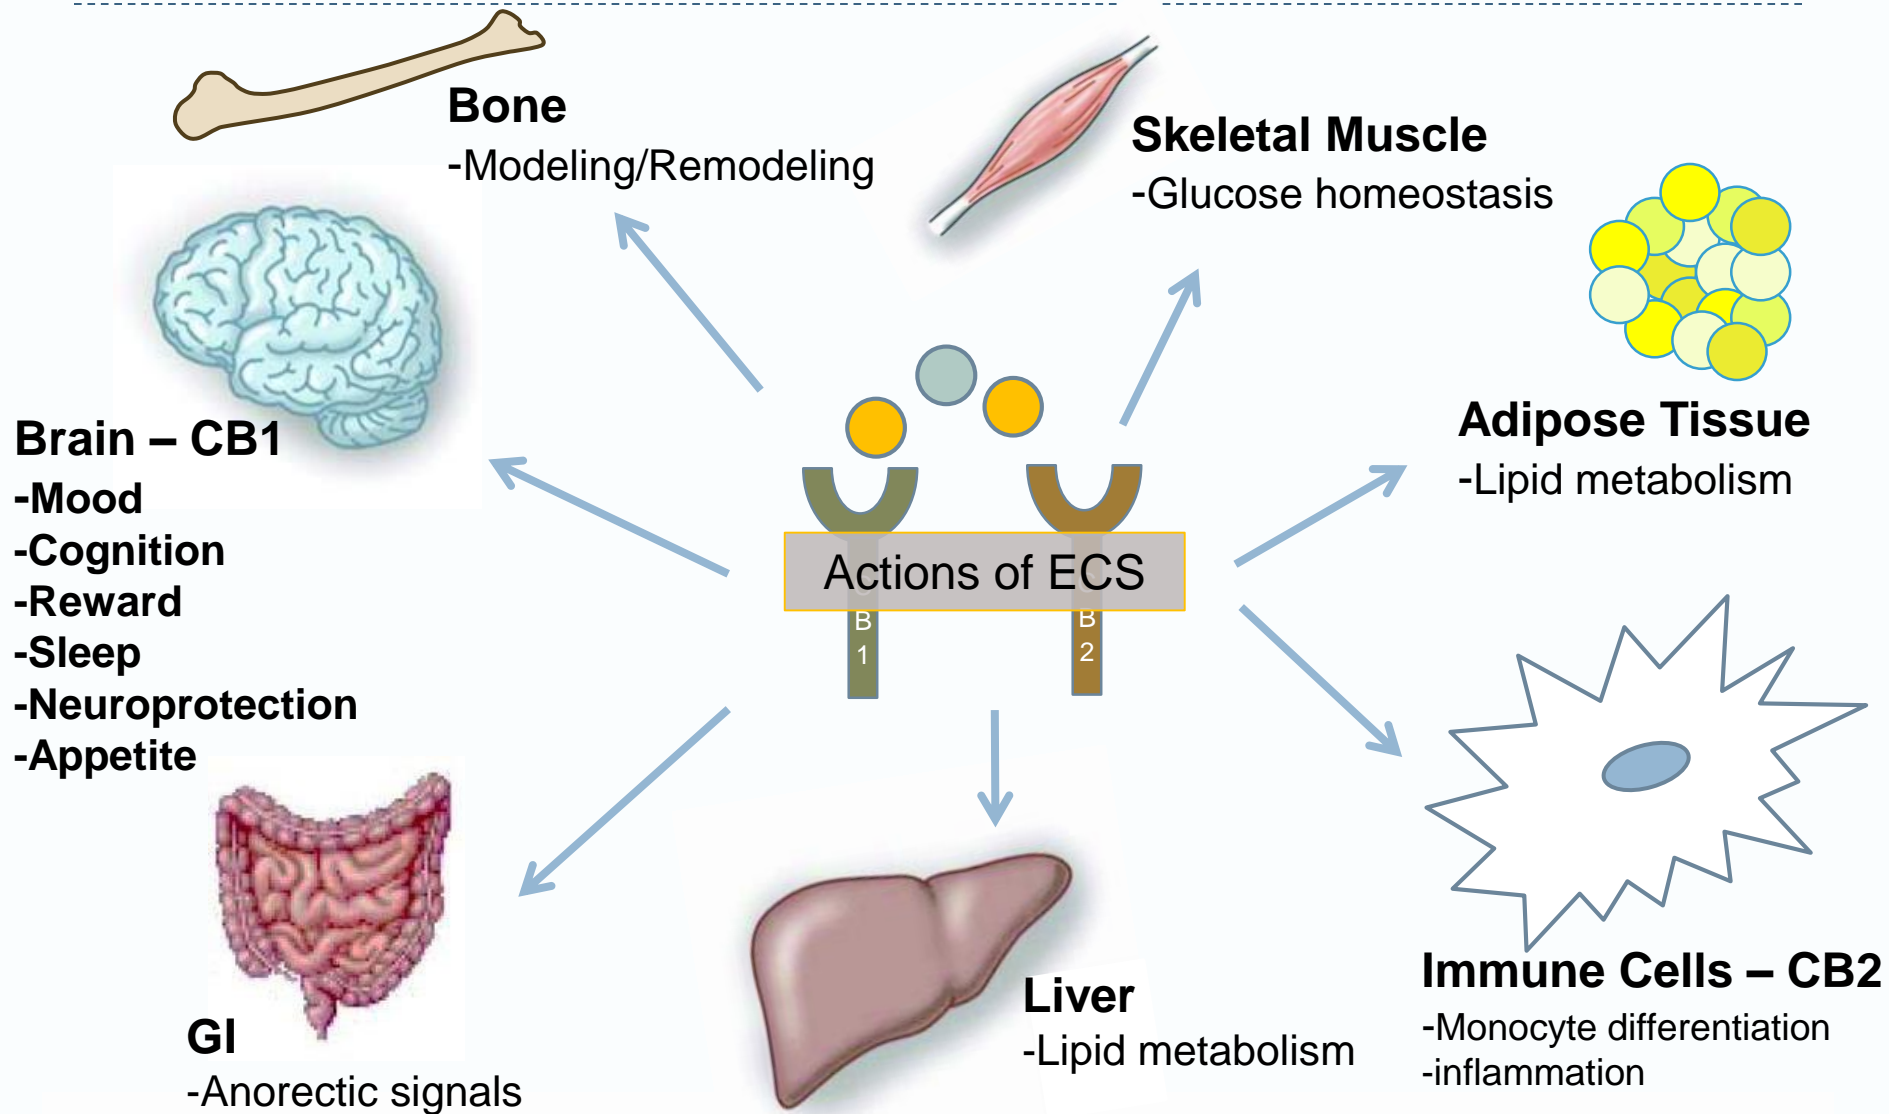 Bone
-Modeling/Remodeling
Skeletal Muscle
-Glucose homeostasis
Adipose Tissue
-Lipid metabolism
Brain – CB1
-Mood
-Cognition
-Reward
-Sleep
-Neuroprotection
-Appetite
Actions of ECS
B
1
B
2
GI
-Anorectic signals
Liver
-Lipid metabolism
Immune Cells – CB2
-Monocyte differentiation
-inflammation